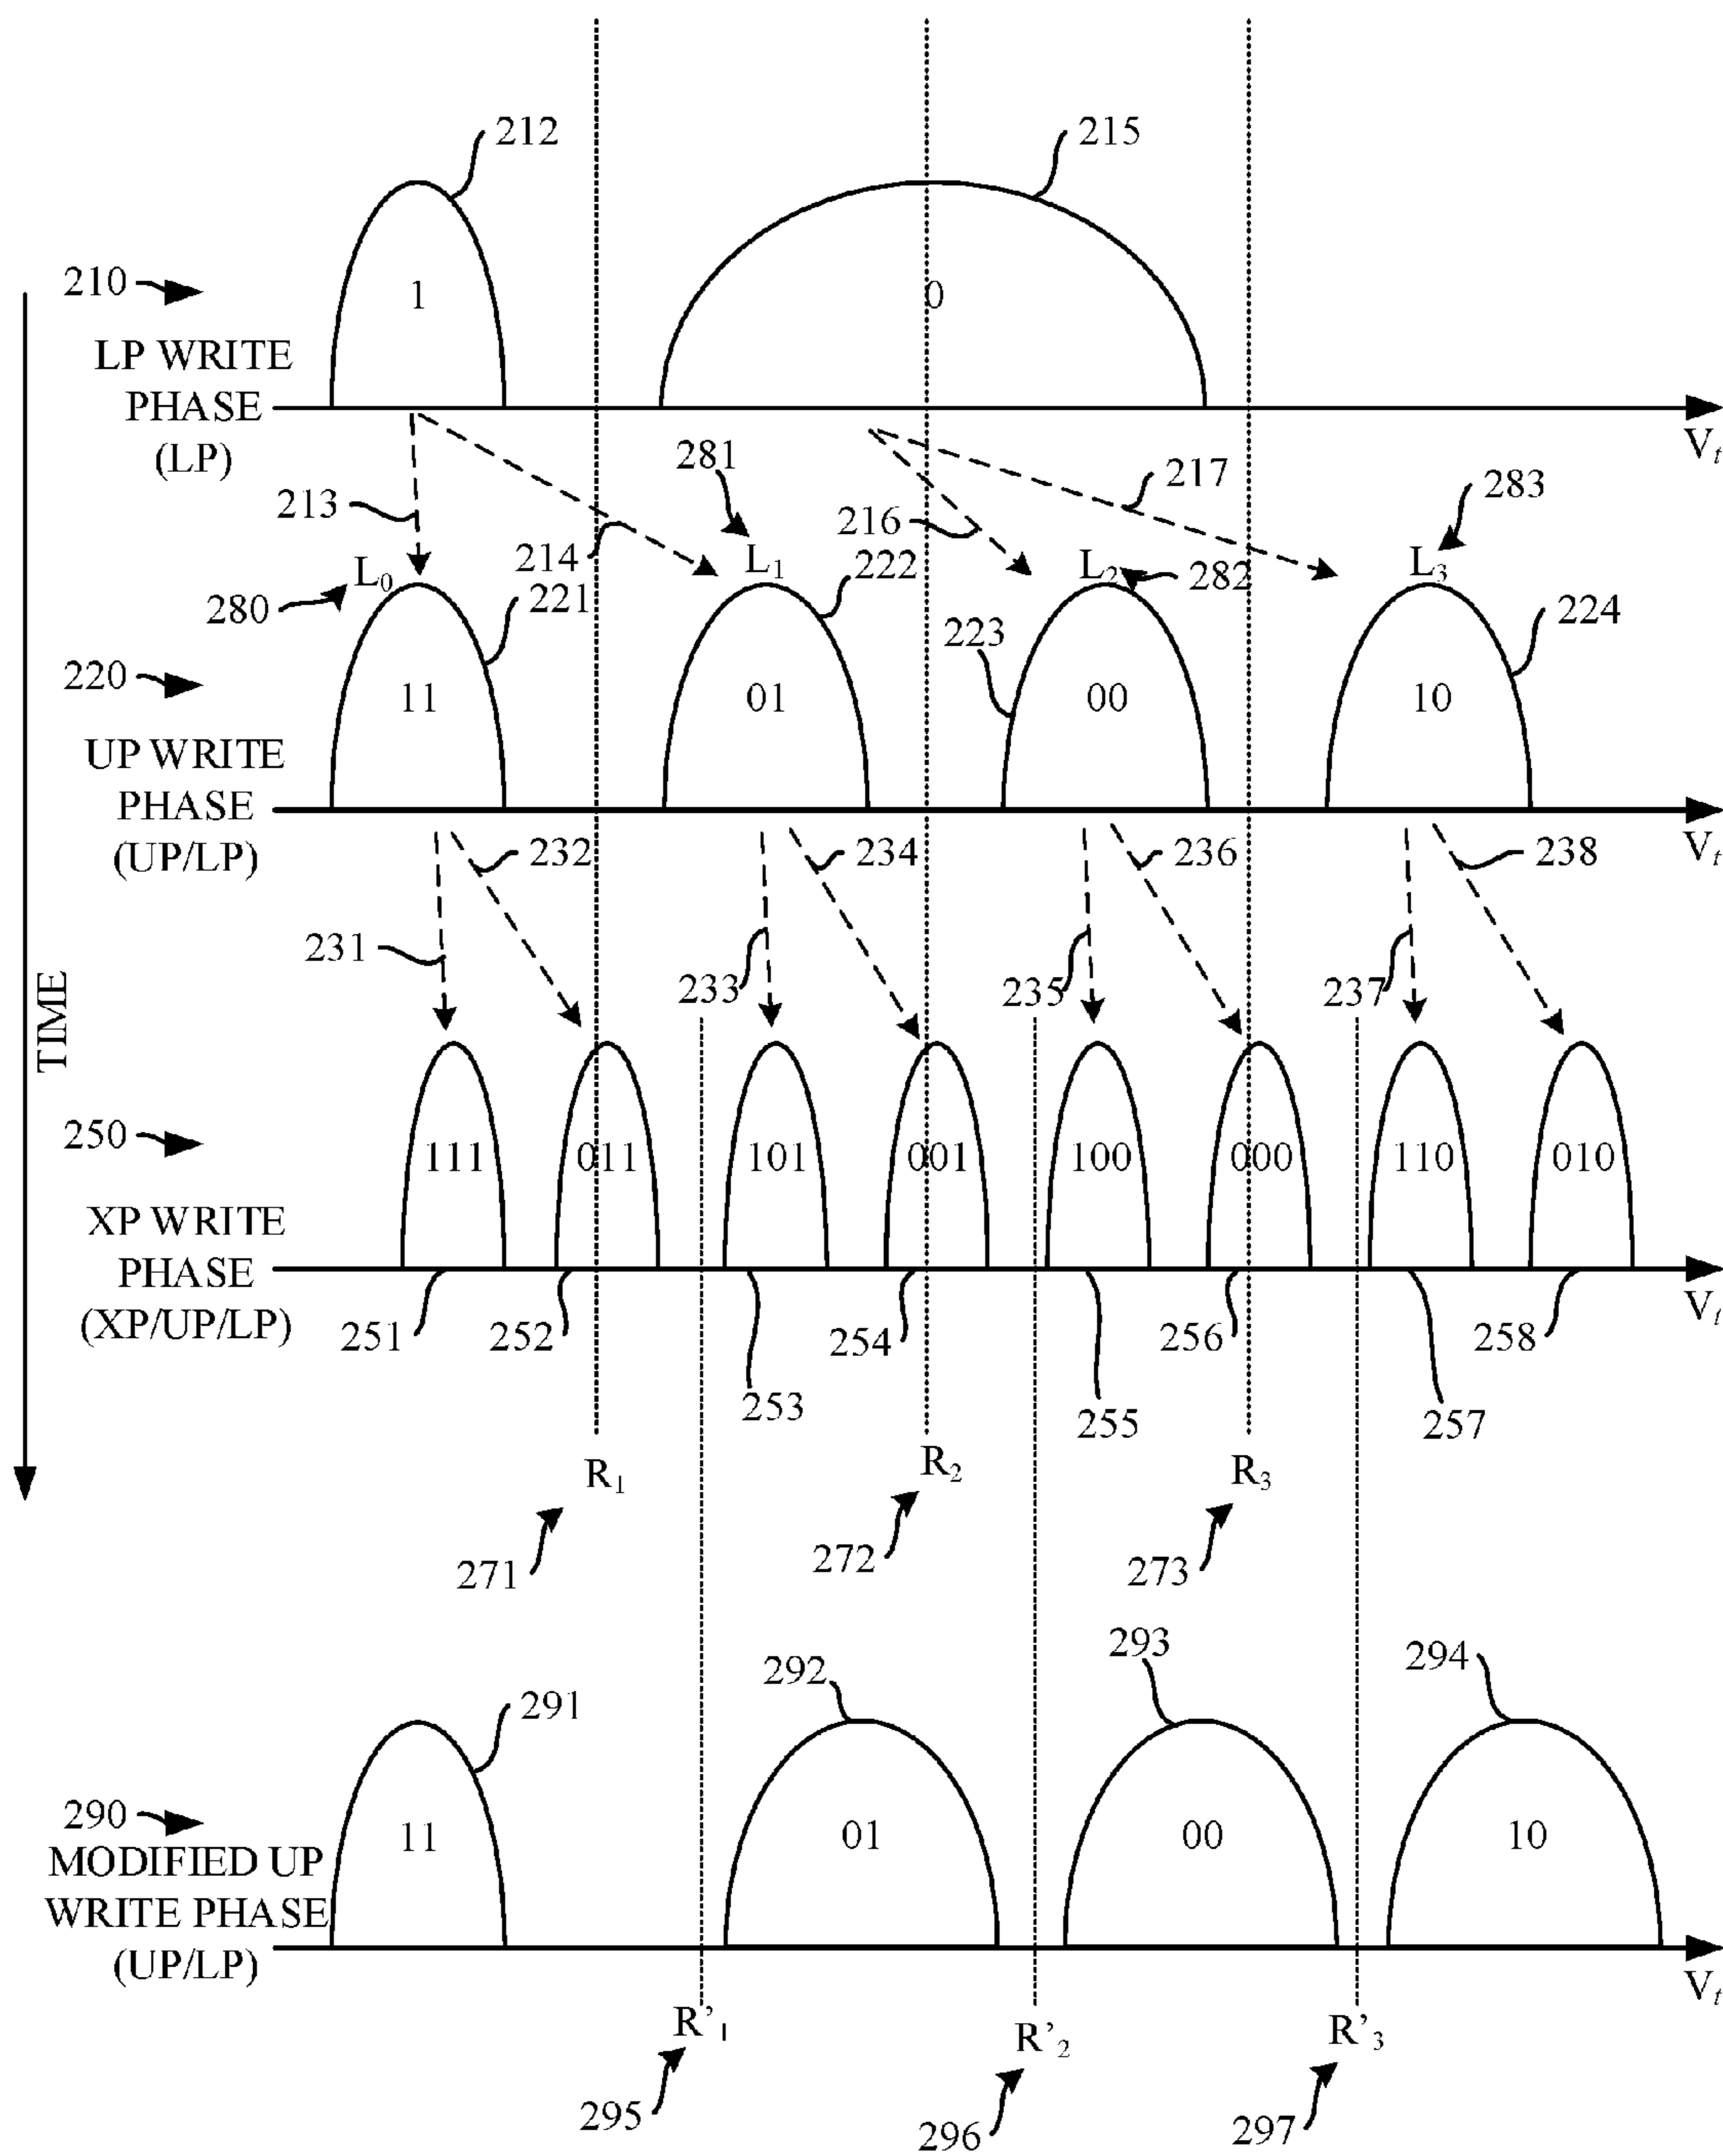 212
215
210
1
0
LP WRITE
PHASE
(LP)
V_t
281
217
283
213
216
214
L_1
222
L_2
282
L_3
L_0
280
221
223
224
220
11
01
00
10
UP WRITE
PHASE
(UP/LP)
V_t
232
234
236
238
231
233
235
237
TIME
250
111
011
101
001
100
000
110
010
XP WRITE
PHASE
(XP/UP/LP)
V_t
251
252
254
256
258
253
255
257
R_1
R_2
R_3
271
272
273
292
293
294
291
290
11
01
00
10
MODIFIED UP
WRITE PHASE
(UP/LP)
V_t
R’_1
R’_2
R’_3
295
296
297